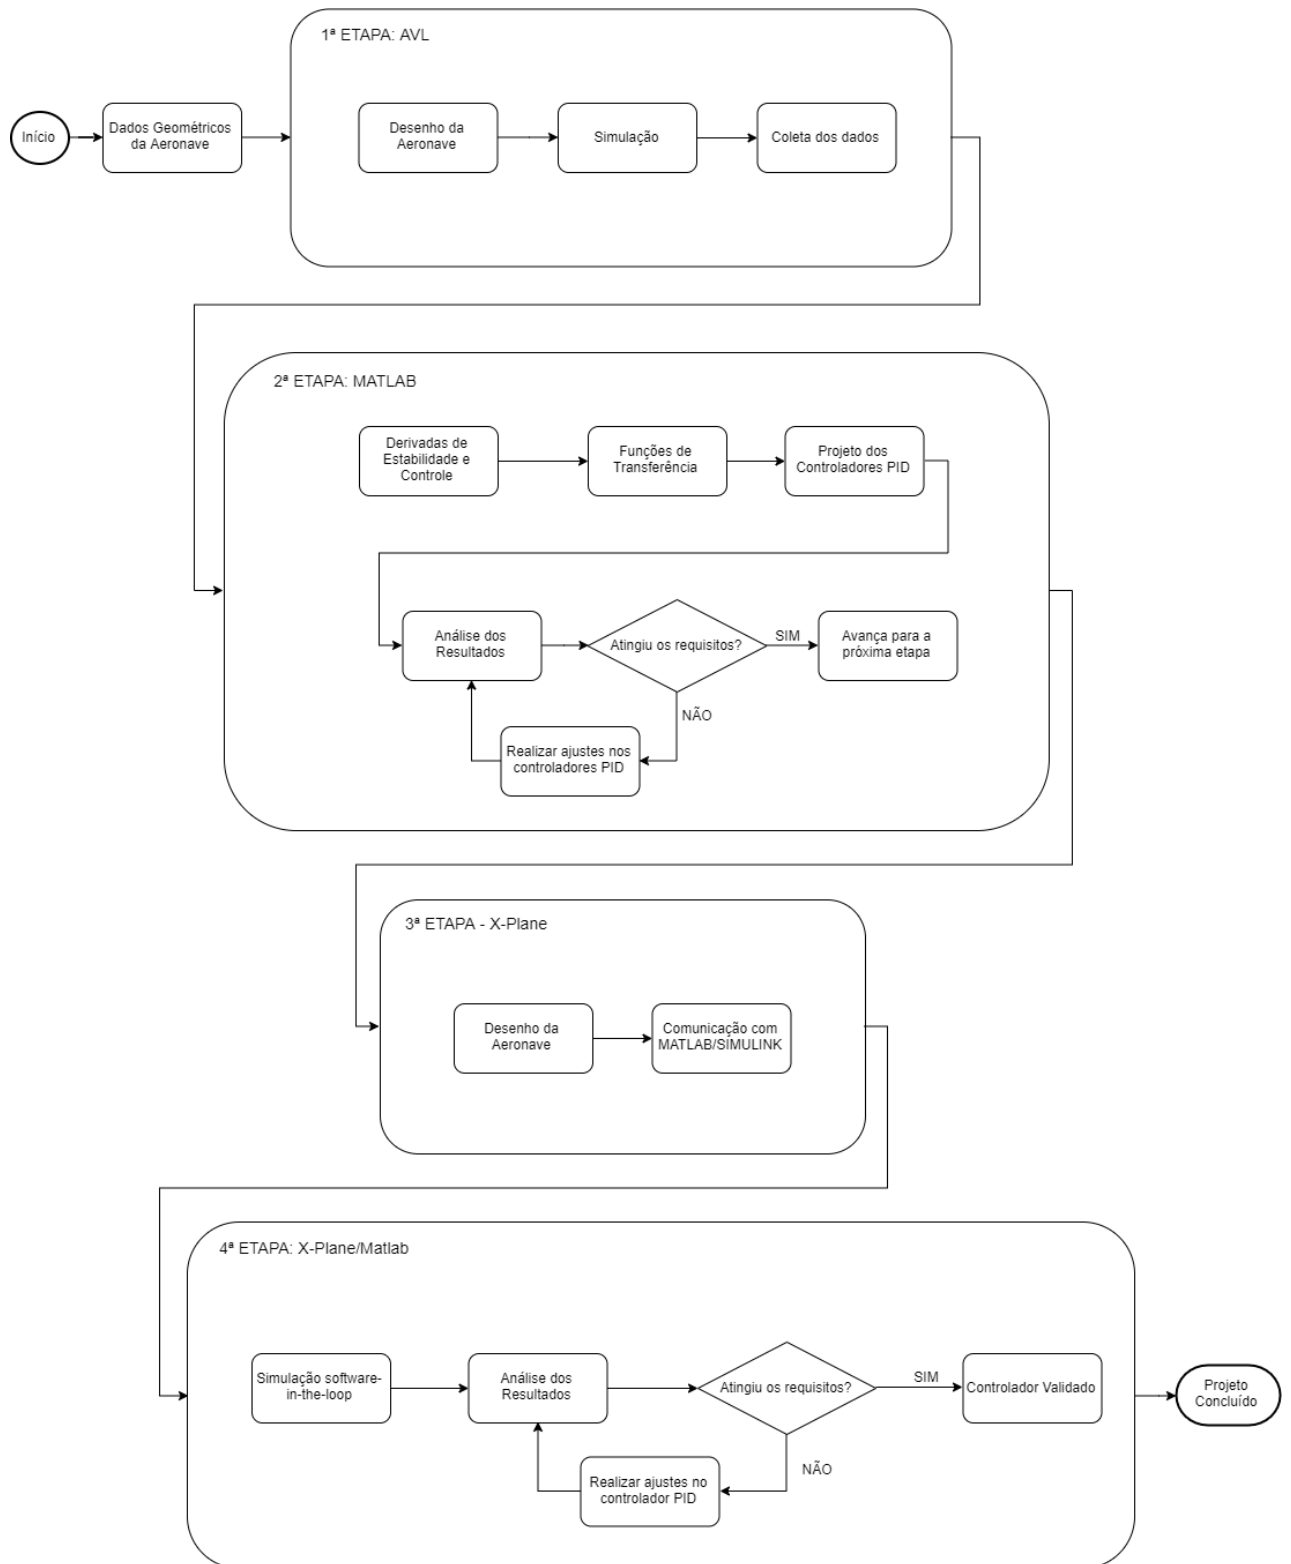 1ª ETAPA: AVL
Início
Dados Geométricos
da Aeronave
Desenho da
Aeronave
Simulação
Coleta dos dados
2ª ETAPA: MATLAB
Derivadas de
Estabilidade e
Controle
Funções de
Transferência
Projeto dos
Controladores PID
Análise dos
Resultados
Atingiu os requisitos?
SIM
Avança para a
próxima etapa
NÃO
Realizar ajustes nos
controladores PID
3ª ETAPA - X-Plane
Desenho da
Aeronave
Comunicação com
MATLAB/SIMULINK
4ª ETAPA: X-Plane/Matlab
Simulação software-
in-the-loop
Análise dos
Resultados
Atingiu os requisitos?
SIM
Controlador Validado
Projeto
Concluído
NÃO
Realizar ajustes no
controlador PID